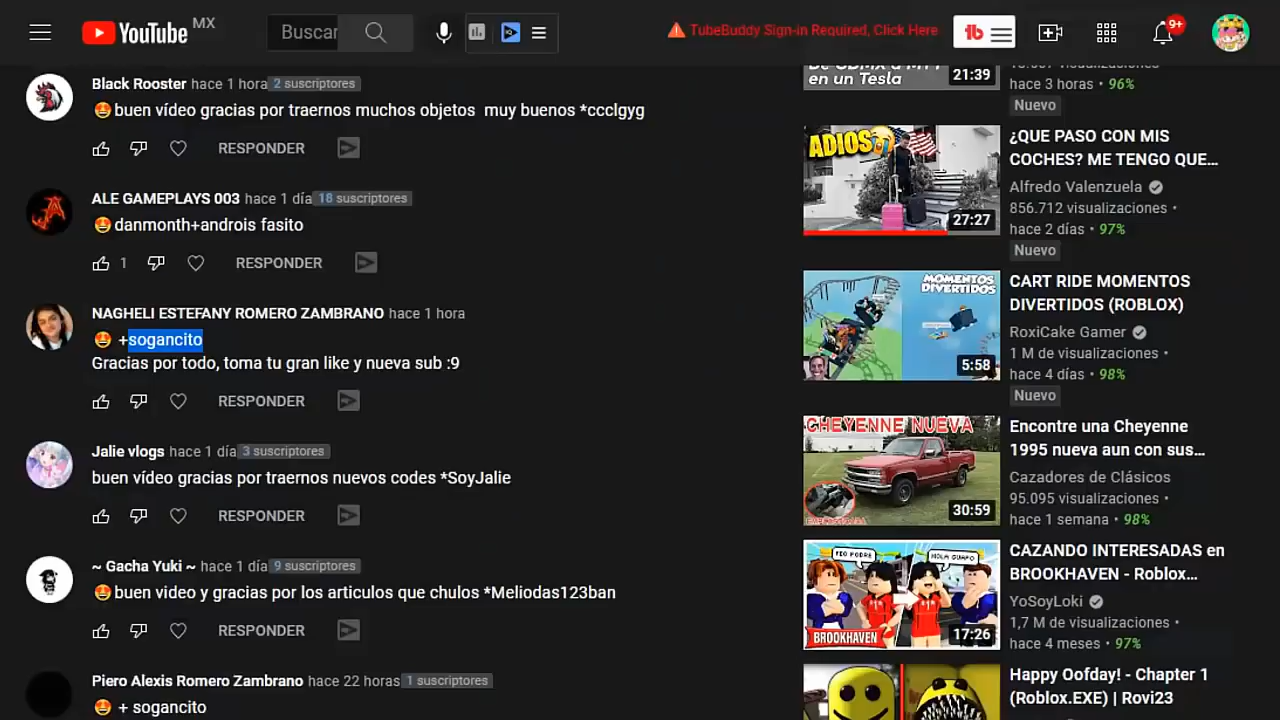 YouTube MX
Buscar
TubeBuddy Sign-in Required, Click Here
tb
9+
Black Rooster hace 1 hora 2 suscriptores
🤩buen vídeo gracias por traernos muchos objetos muy buenos *ccclgyg
RESPONDER
ALE GAMEPLAYS 003 hace 1 día 18 suscriptores
🤩danmonth+androis fasito
1 RESPONDER
NAGHELI ESTEFANY ROMERO ZAMBRANO hace 1 hora
🤩 +sogancito
Gracias por todo, toma tu gran like y nueva sub :9
RESPONDER
Jalie vlogs hace 1 día 3 suscriptores
buen vídeo gracias por traernos nuevos codes *SoyJalie
RESPONDER
~ Gacha Yuki ~ hace 1 día 9 suscriptores
🤩buen video y gracias por los articulos que chulos *Meliodas123ban
RESPONDER
Piero Alexis Romero Zambrano hace 22 horas 1 suscriptores
🤩 + sogancito
en un Tesla
21:39
hace 3 horas • 96%
Nuevo
ADIOS
27:27
¿QUE PASO CON MIS
COCHES? ME TENGO QUE...
Alfredo Valenzuela
856.712 visualizaciones •
hace 2 días • 97%
Nuevo
MOMENTOS
DIVERTIDOS
5:58
CART RIDE MOMENTOS
DIVERTIDOS (ROBLOX)
RoxiCake Gamer
1 M de visualizaciones •
hace 4 días • 98%
Nuevo
CHEYENNE NUEVA
30:59
Encontre una Cheyenne
1995 nueva aun con sus...
Cazadores de Clásicos
95.095 visualizaciones •
hace 1 semana • 98%
HOLA GUAPO
BROOKHAVEN
17:26
CAZANDO INTERESADAS en
BROOKHAVEN - Roblox...
YoSoyLoki
1,7 M de visualizaciones •
hace 4 meses • 97%
Happy Oofday! - Chapter 1
(Roblox.EXE) | Rovi23